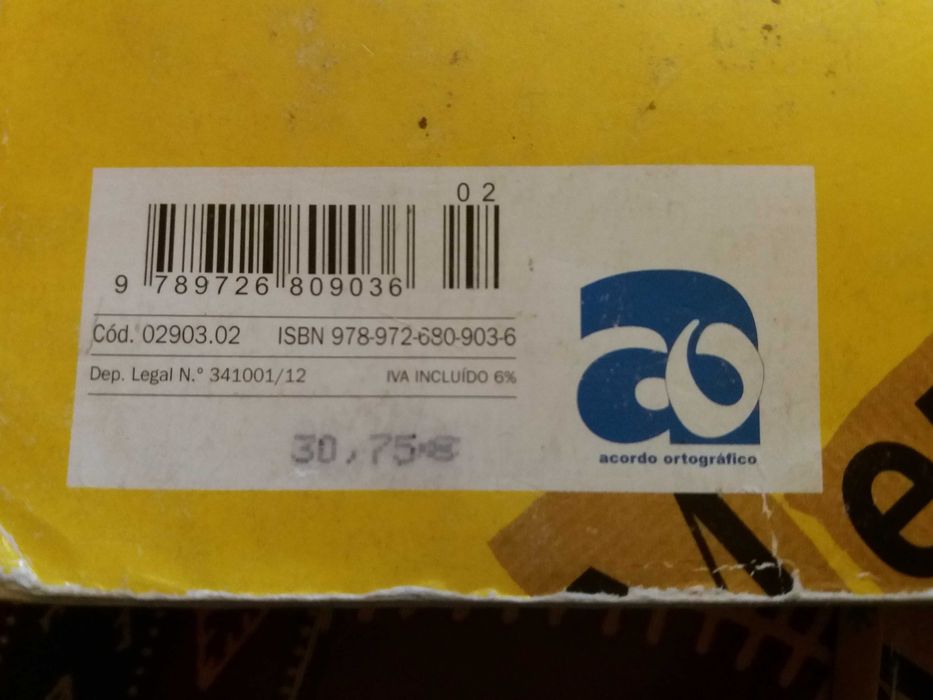 02
9 789726 809036
Cód. 02903.02 ISBN 978-972-680-903-6
Dep. Legal N.º 341001/12 IVA INCLUÍDO 6%
30,75
ao
acordo ortográfico